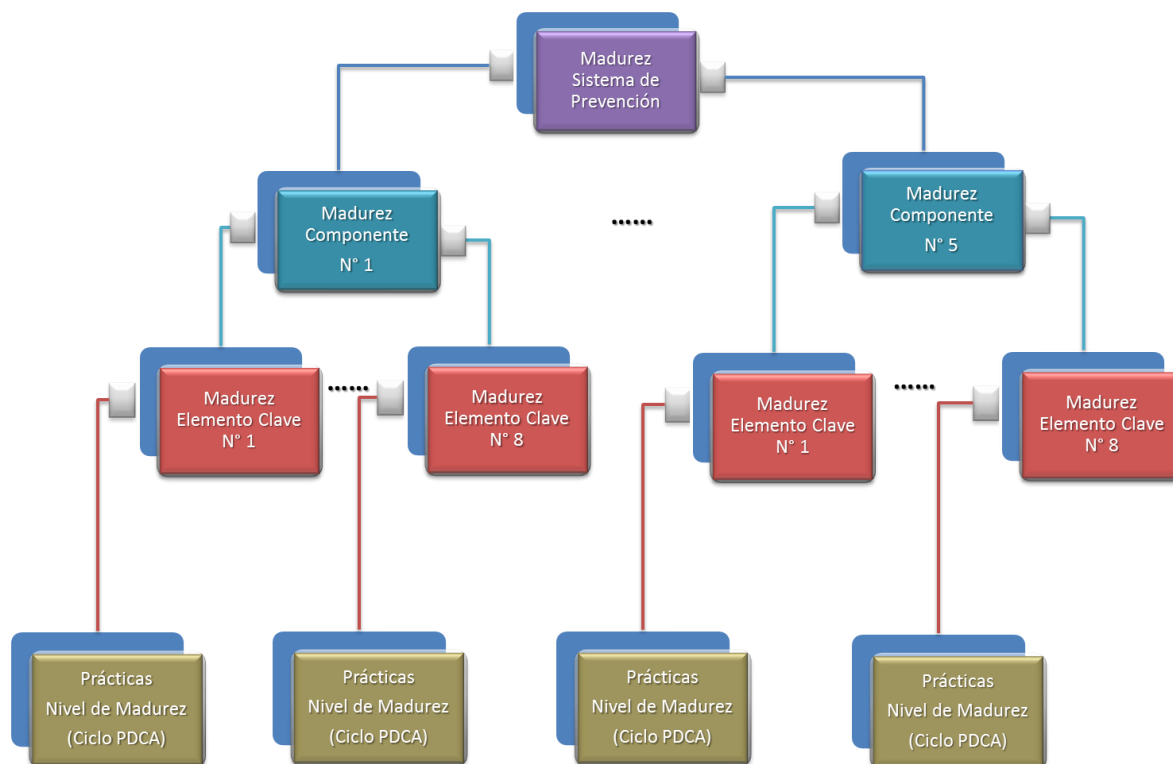 Madurez
Sistema de
Prevención
Madurez
Componente
N° 1
......
Madurez
Componente
N° 5
Madurez
Elemento Clave
N° 1
......
Madurez
Elemento Clave
N° 8
Madurez
Elemento Clave
N° 1
......
Madurez
Elemento Clave
N° 8
Prácticas
Nivel de Madurez
(Ciclo PDCA)
Prácticas
Nivel de Madurez
(Ciclo PDCA)
Prácticas
Nivel de Madurez
(Ciclo PDCA)
Prácticas
Nivel de Madurez
(Ciclo PDCA)